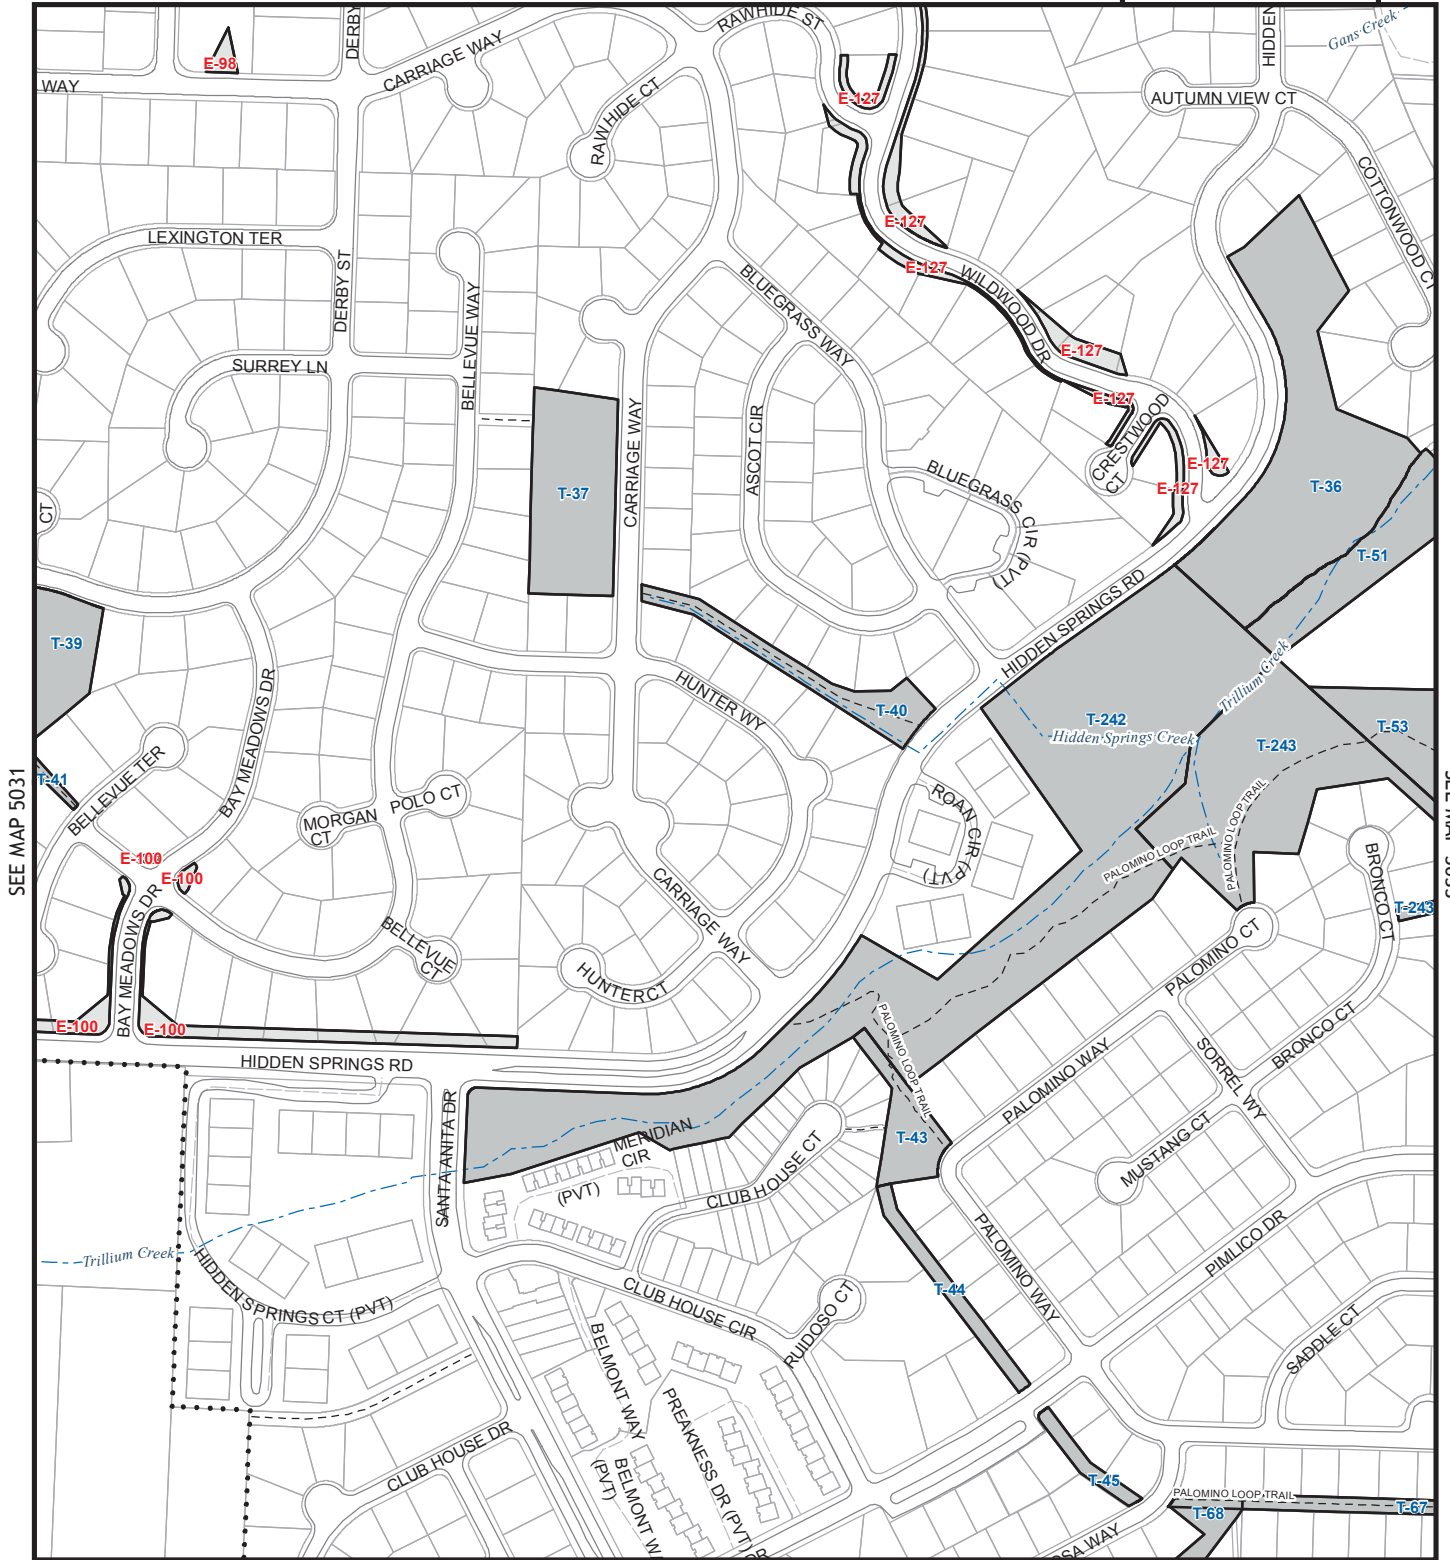 RAWHIDE ST
HIDDEN
Gans Creek
DERBY
CARRIAGE WAY
E-98
WAY
RAWHIDE CT
E-127
AUTUMN VIEW CT
COTTONWOOD CT
LEXINGTON TER
DERBY ST
E-127
E-127
WILDWOOD DR
BELLEVUE WAY
BLUEGRASS WAY
E-127
SURREY LN
E-127
CRESTWOOD
CT
CARRIAGE WAY
ASCOT CIR
E-127
E-127
BLUEGRASS CIR (PVT)
T-37
T-36
CT
T-51
HIDDEN SPRINGS RD
T-39
Trillium Creek
BAY MEADOWS DR
HUNTER WY
T-40
T-242
Hidden Springs Creek
T-243
T-53
SEE MAP 5031
T-41
BELLEVUE TER
MORGAN
CT
POLO CT
ROAN CIR (PVT)
PALOMINO LOOP TRAIL
PALOMINO LOOP TRAIL
BRONCO CT
E-100
E-100
T-243
CARRIAGE WAY
BAY MEADOWS DR
BELLEVUE
CT
HUNTER CT
PALOMINO CT
E-100
E-100
PALOMINO LOOP TRAIL
BRONCO CT
HIDDEN SPRINGS RD
PALOMINO WAY
SORREL WY
SANTA ANITA DR
MERIDIAN
CIR
(PVT)
T-43
MUSTANG CT
CLUB HOUSE CT
Trillium Creek
PALOMINO WAY
PIMLICO DR
HIDDEN SPRINGS CT (PVT)
CLUB HOUSE CIR
RUIDOSO CT
T-44
SADDLE CT
BELMONT WAY
(PVT)
PREAKNESS DR (PVT)
CLUB HOUSE DR
BELMONT WA
T-45
PALOMINO LOOP TRAIL
T-68
T-67
DR
OSA WAY